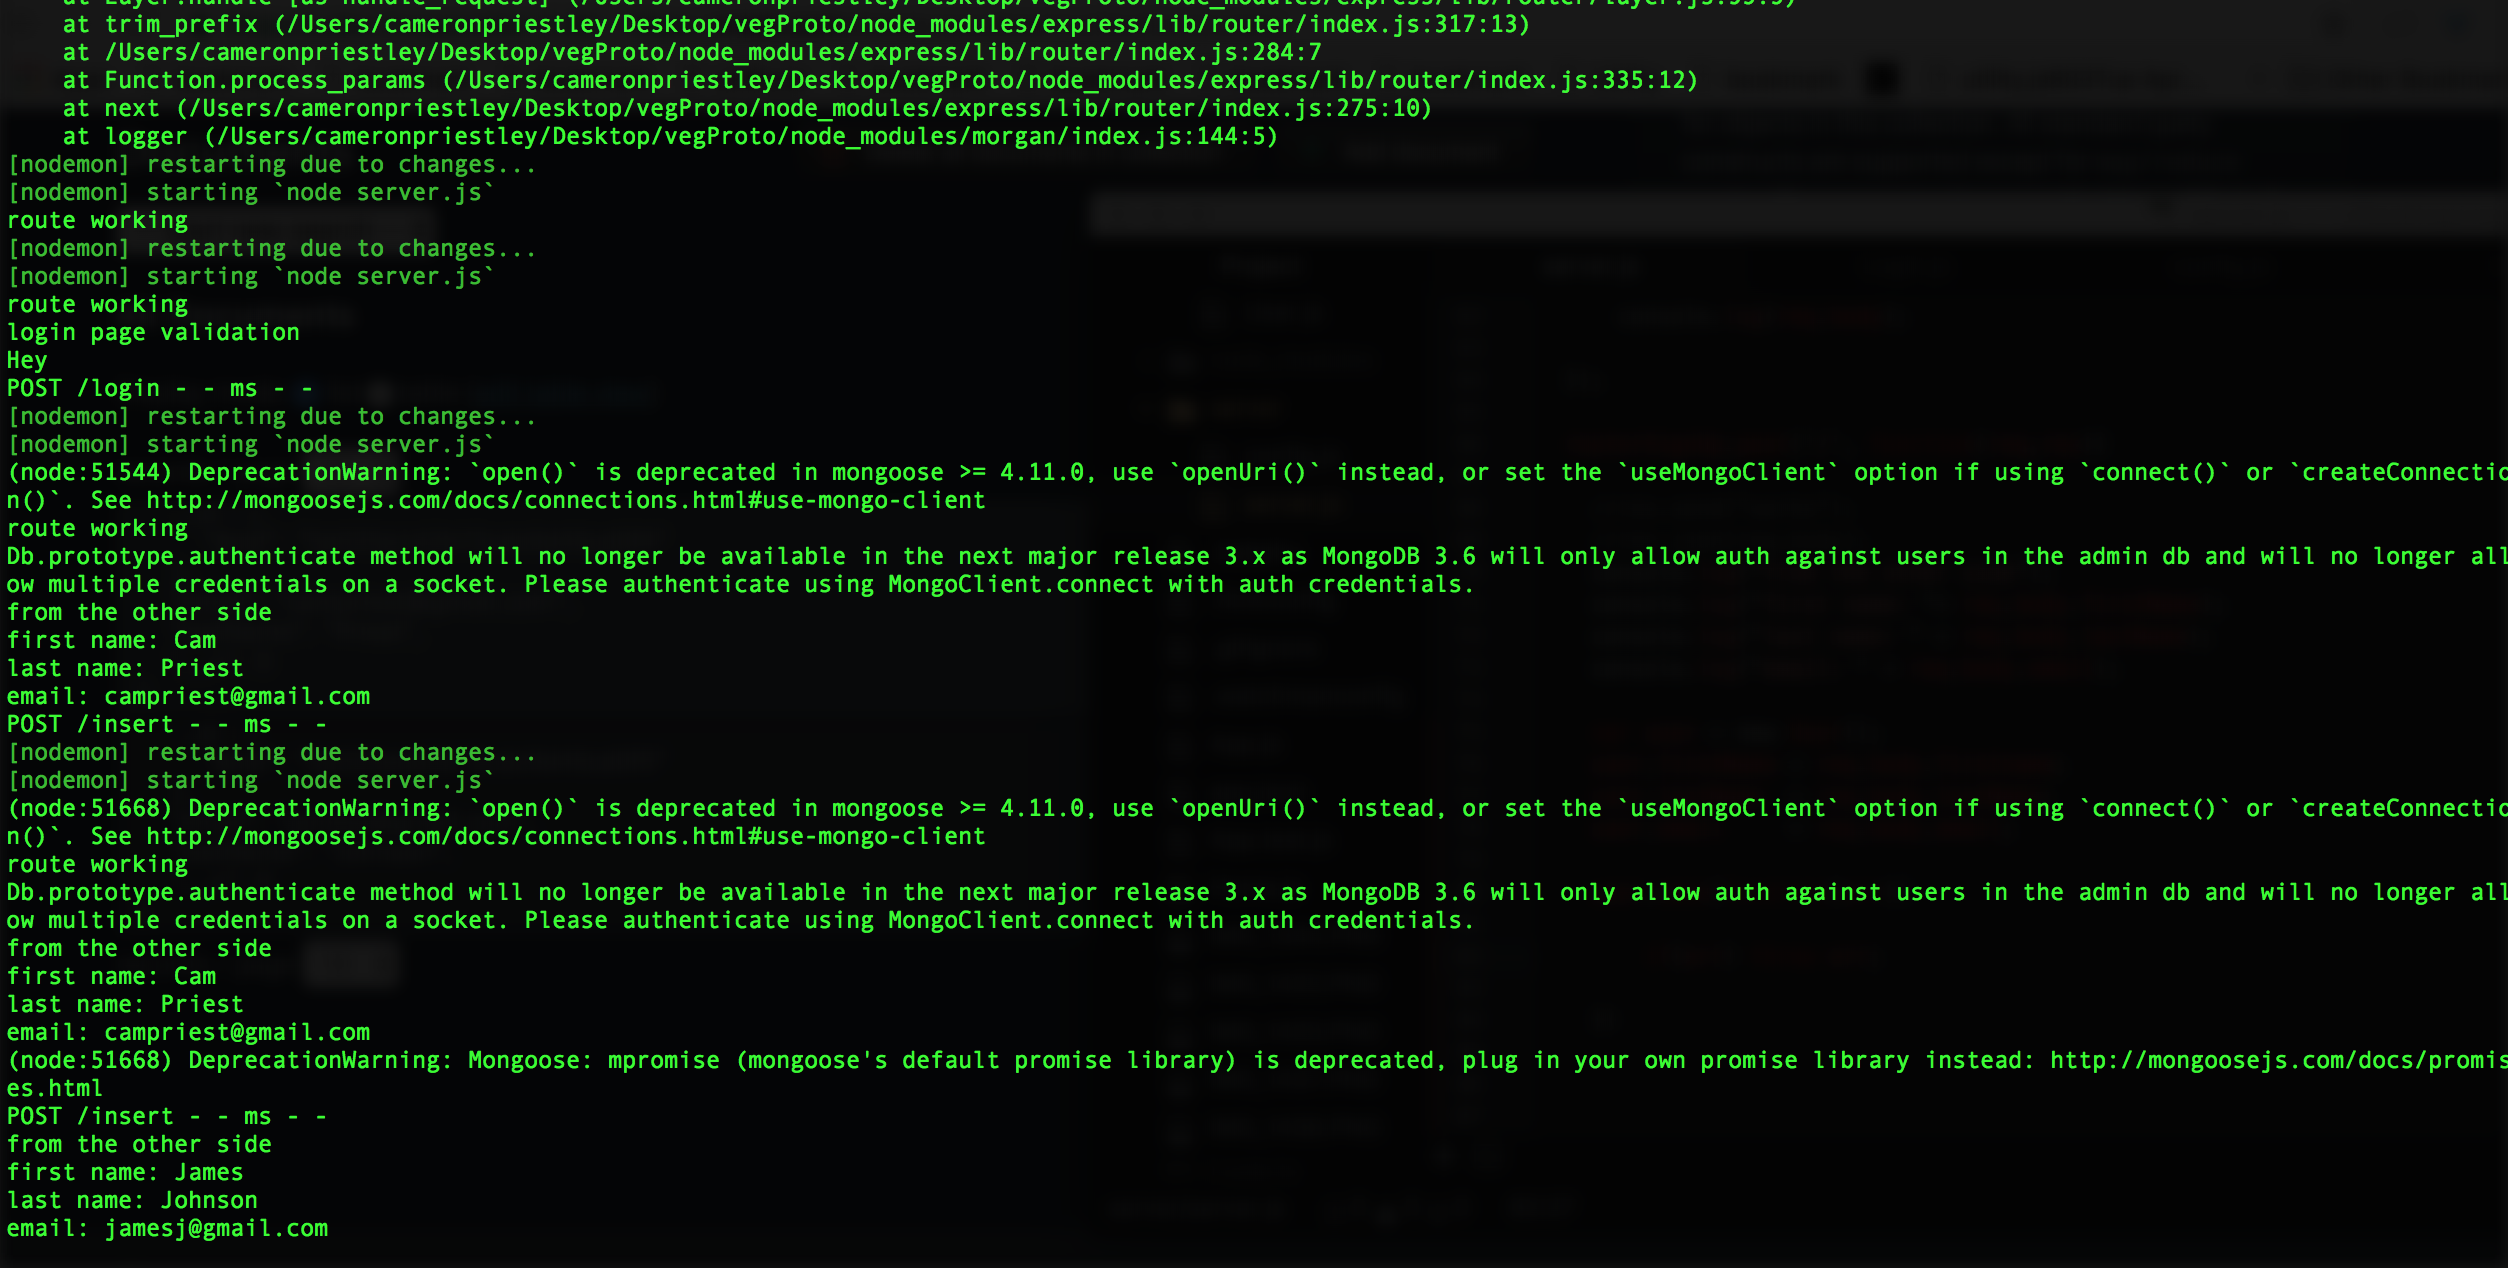 at Layer.handle [as handle_request] (/Users/cameronpriestley/Desktop/vegProto/node_modules/express/lib/router/layer.js:95:5)
at trim_prefix (/Users/cameronpriestley/Desktop/vegProto/node_modules/express/lib/router/index.js:317:13)
at /Users/cameronpriestley/Desktop/vegProto/node_modules/express/lib/router/index.js:284:7
at Function.process_params (/Users/cameronpriestley/Desktop/vegProto/node_modules/express/lib/router/index.js:335:12)
at next (/Users/cameronpriestley/Desktop/vegProto/node_modules/express/lib/router/index.js:275:10)
at logger (/Users/cameronpriestley/Desktop/vegProto/node_modules/morgan/index.js:144:5)
[nodemon] restarting due to changes...
[nodemon] starting `node server.js`
route working
[nodemon] restarting due to changes...
[nodemon] starting `node server.js`
route working
login page validation
Hey
POST /login - - ms - -
[nodemon] restarting due to changes...
[nodemon] starting `node server.js`
(node:51544) DeprecationWarning: `open()` is deprecated in mongoose >= 4.11.0, use `openUri()` instead, or set the `useMongoClient` option if using `connect()` or `createConnectio
n()`. See http://mongoosejs.com/docs/connections.html#use-mongo-client
route working
Db.prototype.authenticate method will no longer be available in the next major release 3.x as MongoDB 3.6 will only allow auth against users in the admin db and will no longer all
ow multiple credentials on a socket. Please authenticate using MongoClient.connect with auth credentials.
from the other side
first name: Cam
last name: Priest
email: campriest@gmail.com
POST /insert - - ms - -
[nodemon] restarting due to changes...
[nodemon] starting `node server.js`
(node:51668) DeprecationWarning: `open()` is deprecated in mongoose >= 4.11.0, use `openUri()` instead, or set the `useMongoClient` option if using `connect()` or `createConnectio
n()`. See http://mongoosejs.com/docs/connections.html#use-mongo-client
route working
Db.prototype.authenticate method will no longer be available in the next major release 3.x as MongoDB 3.6 will only allow auth against users in the admin db and will no longer all
ow multiple credentials on a socket. Please authenticate using MongoClient.connect with auth credentials.
from the other side
first name: Cam
last name: Priest
email: campriest@gmail.com
(node:51668) DeprecationWarning: Mongoose: mpromise (mongoose's default promise library) is deprecated, plug in your own promise library instead: http://mongoosejs.com/docs/promis
es.html
POST /insert - - ms - -
from the other side
first name: James
last name: Johnson
email: jamesj@gmail.com